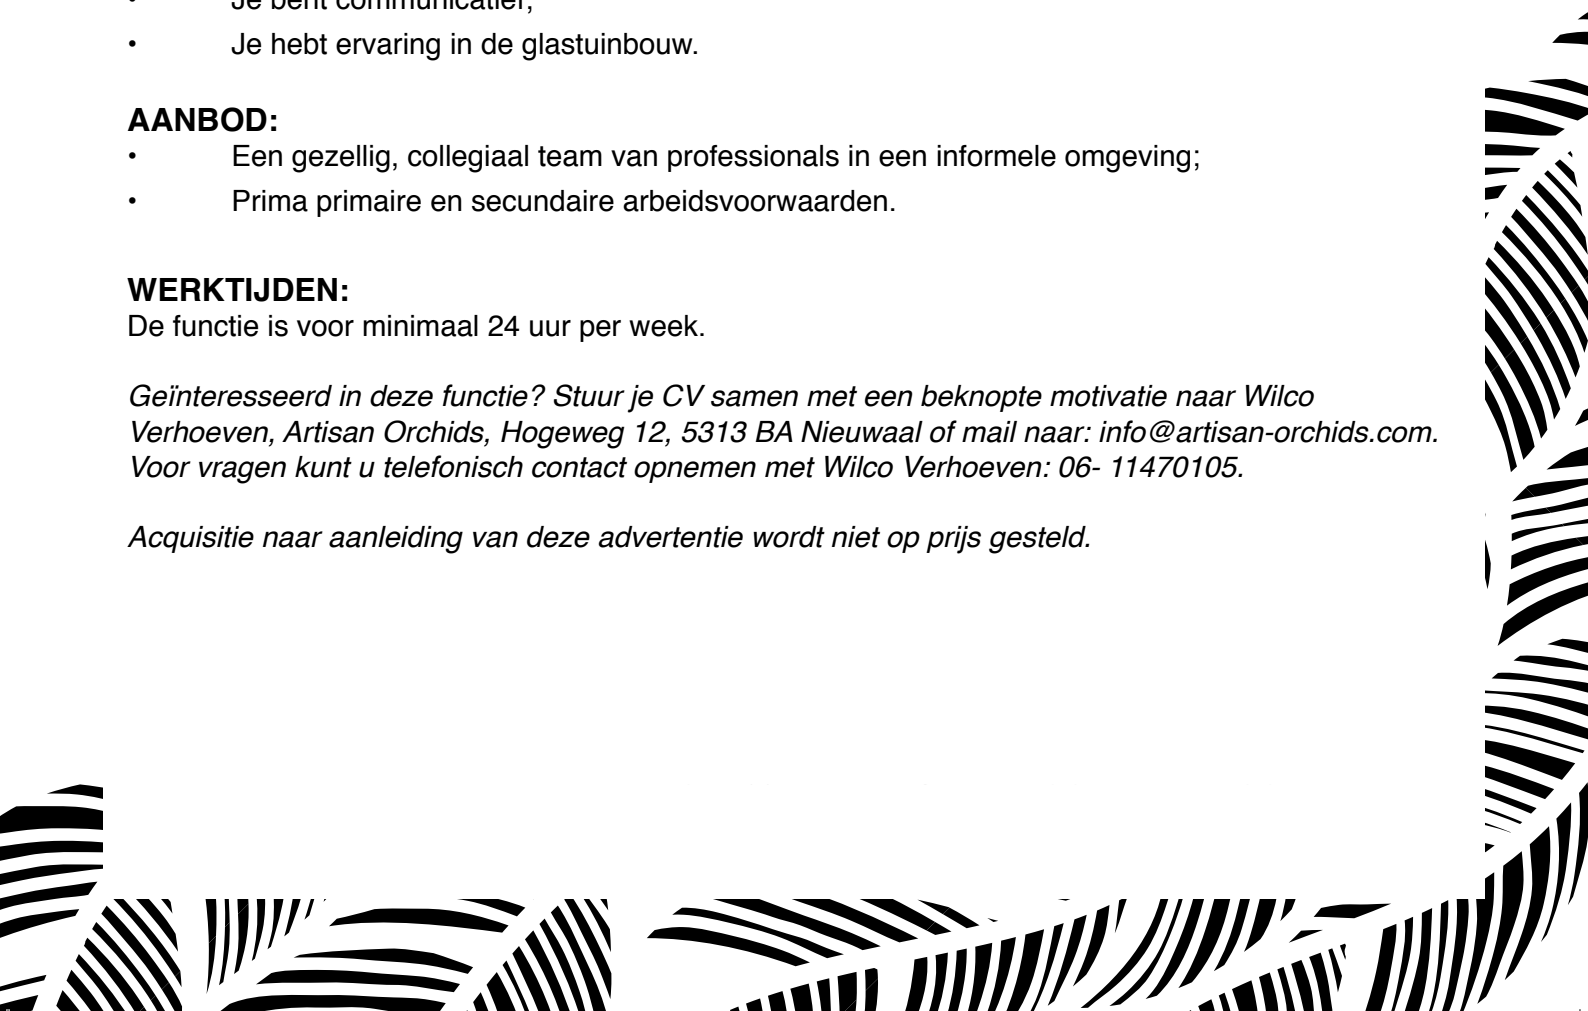 • Je bent communicatief;
• Je hebt ervaring in de glastuinbouw.
AANBOD:
• Een gezellig, collegiaal team van professionals in een informele omgeving;
• Prima primaire en secundaire arbeidsvoorwaarden.
WERKTIJDEN:
De functie is voor minimaal 24 uur per week.
Geïnteresseerd in deze functie? Stuur je CV samen met een beknopte motivatie naar Wilco
Verhoeven, Artisan Orchids, Hogeweg 12, 5313 BA Nieuwaal of mail naar: info@artisan-orchids.com.
Voor vragen kunt u telefonisch contact opnemen met Wilco Verhoeven: 06- 11470105.
Acquisitie naar aanleiding van deze advertentie wordt niet op prijs gesteld.